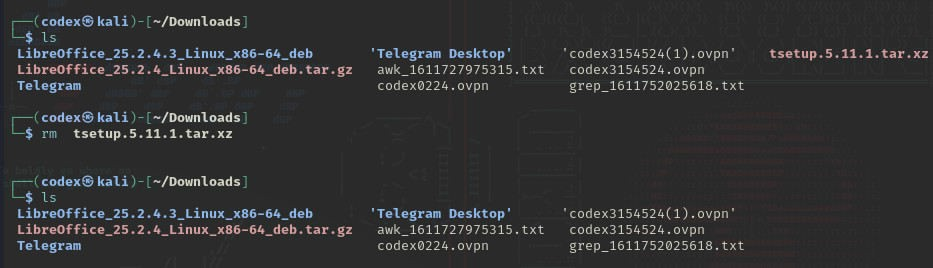 ┌──(codex㉿kali)-[~/Downloads]
└─$ ls
LibreOffice_25.2.4.3_Linux_x86-64_deb 'Telegram Desktop' 'codex3154524(1).ovpn' tsetup.5.11.1.tar.xz
LibreOffice_25.2.4_Linux_x86-64_deb.tar.gz awk_1611727975315.txt codex3154524.ovpn
Telegram codex0224.ovpn grep_1611752025618.txt
┌──(codex㉿kali)-[~/Downloads]
└─$ rm  tsetup.5.11.1.tar.xz
┌──(codex㉿kali)-[~/Downloads]
└─$ ls
LibreOffice_25.2.4.3_Linux_x86-64_deb 'Telegram Desktop' 'codex3154524(1).ovpn'
LibreOffice_25.2.4_Linux_x86-64_deb.tar.gz awk_1611727975315.txt codex3154524.ovpn
Telegram codex0224.ovpn grep_1611752025618.txt